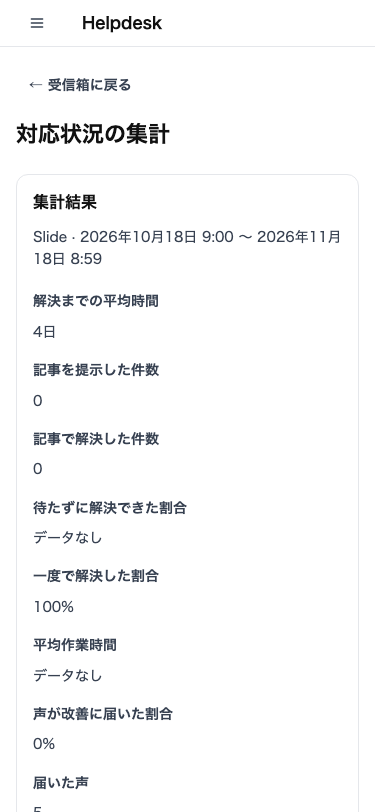 Helpdesk
← 受信箱に戻る
対応状況の集計
集計結果
Slide · 2026年10月18日 9:00 〜 2026年11月
18日 8:59
解決までの平均時間
4日
記事を提示した件数
0
記事で解決した件数
0
待たずに解決できた割合
データなし
一度で解決した割合
100%
平均作業時間
データなし
声が改善に届いた割合
0%
届いた声